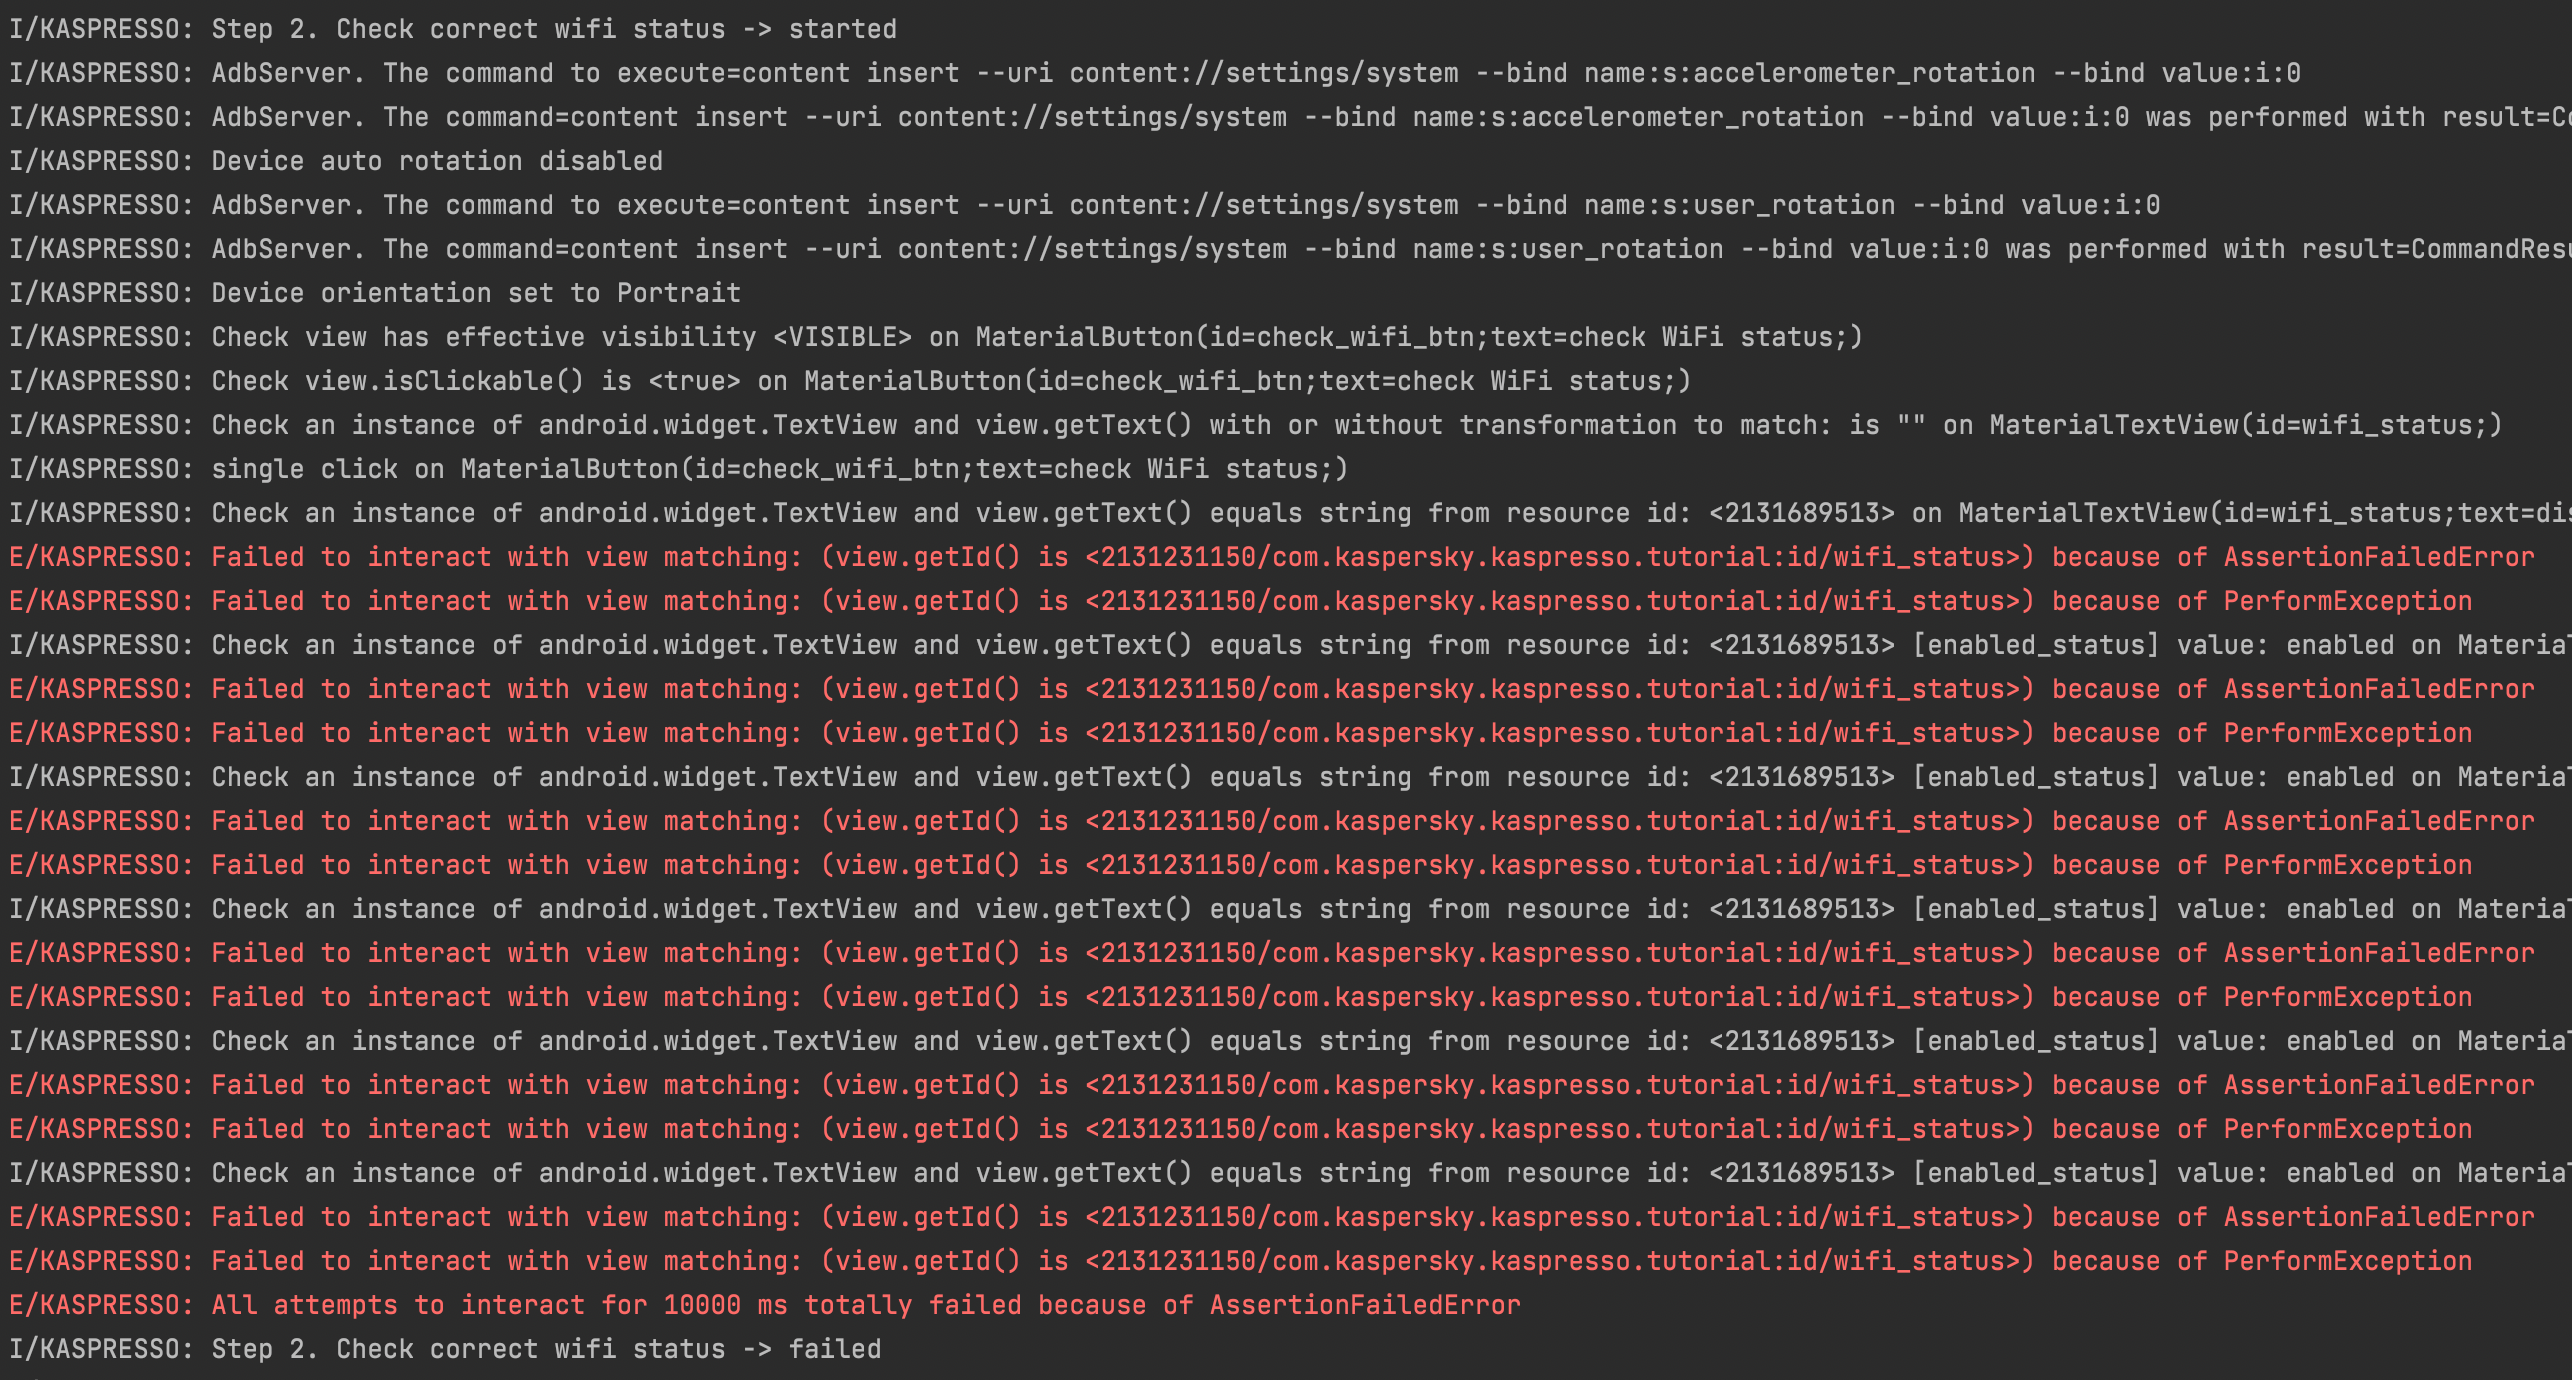 I/KASPRESSO: Step 2. Check correct wifi status -> started
I/KASPRESSO: AdbServer. The command to execute=content insert --uri content://settings/system --bind name:s:accelerometer_rotation --bind value:i:0
I/KASPRESSO: AdbServer. The command=content insert --uri content://settings/system --bind name:s:accelerometer_rotation --bind value:i:0 was performed with result=Co
I/KASPRESSO: Device auto rotation disabled
I/KASPRESSO: AdbServer. The command to execute=content insert --uri content://settings/system --bind name:s:user_rotation --bind value:i:0
I/KASPRESSO: AdbServer. The command=content insert --uri content://settings/system --bind name:s:user_rotation --bind value:i:0 was performed with result=CommandResu
I/KASPRESSO: Device orientation set to Portrait
I/KASPRESSO: Check view has effective visibility <VISIBLE> on MaterialButton(id=check_wifi_btn;text=check WiFi status;)
I/KASPRESSO: Check view.isClickable() is <true> on MaterialButton(id=check_wifi_btn;text=check WiFi status;)
I/KASPRESSO: Check an instance of android.widget.TextView and view.getText() with or without transformation to match: is "" on MaterialTextView(id=wifi_status;)
I/KASPRESSO: single click on MaterialButton(id=check_wifi_btn;text=check WiFi status;)
I/KASPRESSO: Check an instance of android.widget.TextView and view.getText() equals string from resource id: <2131689513> on MaterialTextView(id=wifi_status;text=dis
E/KASPRESSO: Failed to interact with view matching: (view.getId() is <2131231150/com.kaspersky.kaspresso.tutorial:id/wifi_status>) because of AssertionFailedError
E/KASPRESSO: Failed to interact with view matching: (view.getId() is <2131231150/com.kaspersky.kaspresso.tutorial:id/wifi_status>) because of PerformException
I/KASPRESSO: Check an instance of android.widget.TextView and view.getText() equals string from resource id: <2131689513> [enabled_status] value: enabled on Material
E/KASPRESSO: Failed to interact with view matching: (view.getId() is <2131231150/com.kaspersky.kaspresso.tutorial:id/wifi_status>) because of AssertionFailedError
E/KASPRESSO: Failed to interact with view matching: (view.getId() is <2131231150/com.kaspersky.kaspresso.tutorial:id/wifi_status>) because of PerformException
I/KASPRESSO: Check an instance of android.widget.TextView and view.getText() equals string from resource id: <2131689513> [enabled_status] value: enabled on Material
E/KASPRESSO: Failed to interact with view matching: (view.getId() is <2131231150/com.kaspersky.kaspresso.tutorial:id/wifi_status>) because of AssertionFailedError
E/KASPRESSO: Failed to interact with view matching: (view.getId() is <2131231150/com.kaspersky.kaspresso.tutorial:id/wifi_status>) because of PerformException
I/KASPRESSO: Check an instance of android.widget.TextView and view.getText() equals string from resource id: <2131689513> [enabled_status] value: enabled on Material
E/KASPRESSO: Failed to interact with view matching: (view.getId() is <2131231150/com.kaspersky.kaspresso.tutorial:id/wifi_status>) because of AssertionFailedError
E/KASPRESSO: Failed to interact with view matching: (view.getId() is <2131231150/com.kaspersky.kaspresso.tutorial:id/wifi_status>) because of PerformException
I/KASPRESSO: Check an instance of android.widget.TextView and view.getText() equals string from resource id: <2131689513> [enabled_status] value: enabled on Material
E/KASPRESSO: Failed to interact with view matching: (view.getId() is <2131231150/com.kaspersky.kaspresso.tutorial:id/wifi_status>) because of AssertionFailedError
E/KASPRESSO: Failed to interact with view matching: (view.getId() is <2131231150/com.kaspersky.kaspresso.tutorial:id/wifi_status>) because of PerformException
I/KASPRESSO: Check an instance of android.widget.TextView and view.getText() equals string from resource id: <2131689513> [enabled_status] value: enabled on Material
E/KASPRESSO: Failed to interact with view matching: (view.getId() is <2131231150/com.kaspersky.kaspresso.tutorial:id/wifi_status>) because of AssertionFailedError
E/KASPRESSO: Failed to interact with view matching: (view.getId() is <2131231150/com.kaspersky.kaspresso.tutorial:id/wifi_status>) because of PerformException
E/KASPRESSO: All attempts to interact for 10000 ms totally failed because of AssertionFailedError
I/KASPRESSO: Step 2. Check correct wifi status -> failed